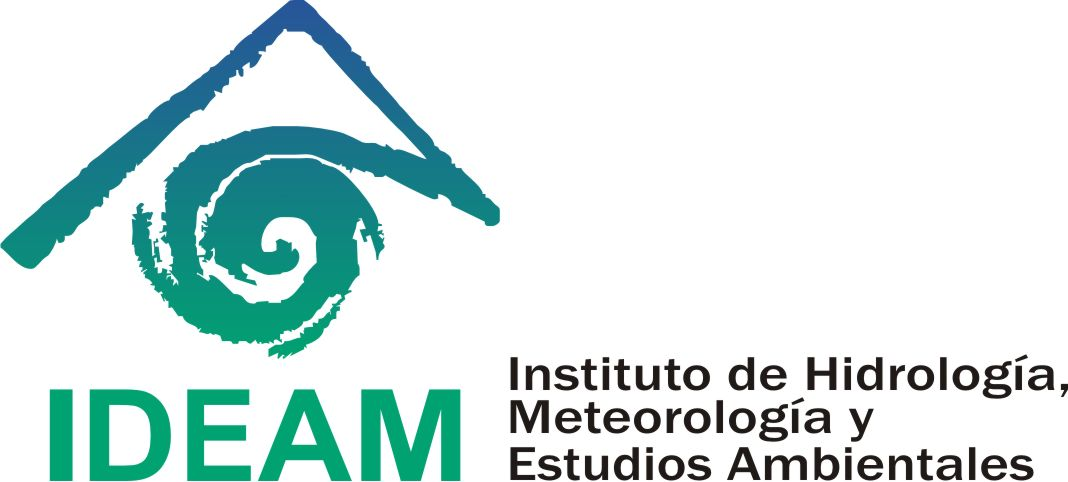 IDEAM
Instituto de Hidrología,
Meteorología y
Estudios Ambientales